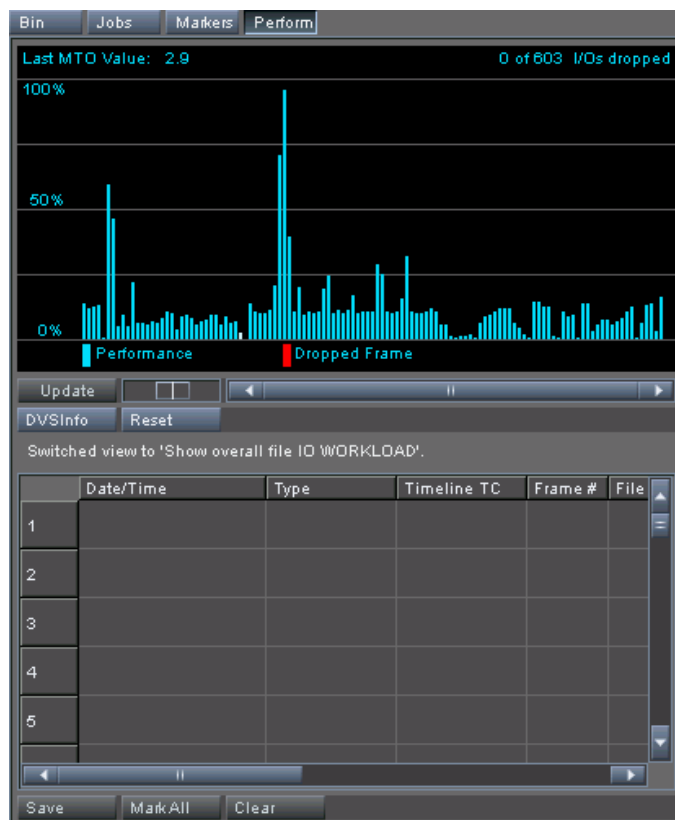 Bin Jobs Markers Perform
Last MTO Value: 2.9 0 of 603 I/Os dropped
100%
50%
0%
Performance Dropped Frame
Update
DVSInfo Reset
Switched view to 'Show overall file IO WORKLOAD'.
Date/Time Type Timeline TC Frame # File
1
2
3
4
5
Save MarkAll Clear